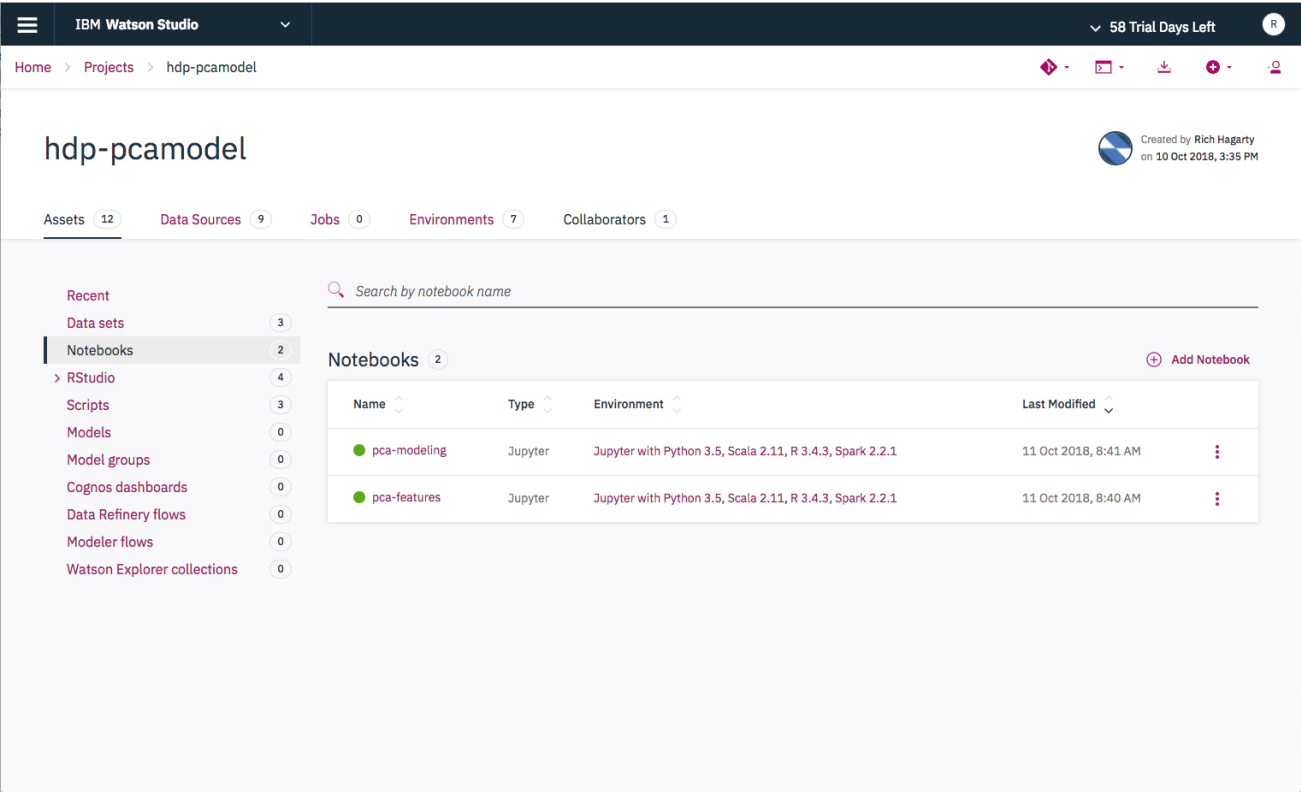 IBM Watson Studio
58 Trial Days Left
R
Home > Projects > hdp-pcamodel
hdp-pcamodel
Created by Rich Hagarty
on 10 Oct 2018, 3:35 PM
Assets 12 Data Sources 9 Jobs 0 Environments 7 Collaborators 1
Recent
Data sets 3
Notebooks 2
RStudio 4
Scripts 3
Models 0
Model groups 0
Cognos dashboards 0
Data Refinery flows 0
Modeler flows 0
Watson Explorer collections 0
Search by notebook name
Notebooks 2
Add Notebook
Name Type Environment Last Modified
pca-modeling Jupyter Jupyter with Python 3.5, Scala 2.11, R 3.4.3, Spark 2.2.1 11 Oct 2018, 8:41 AM
pca-features Jupyter Jupyter with Python 3.5, Scala 2.11, R 3.4.3, Spark 2.2.1 11 Oct 2018, 8:40 AM